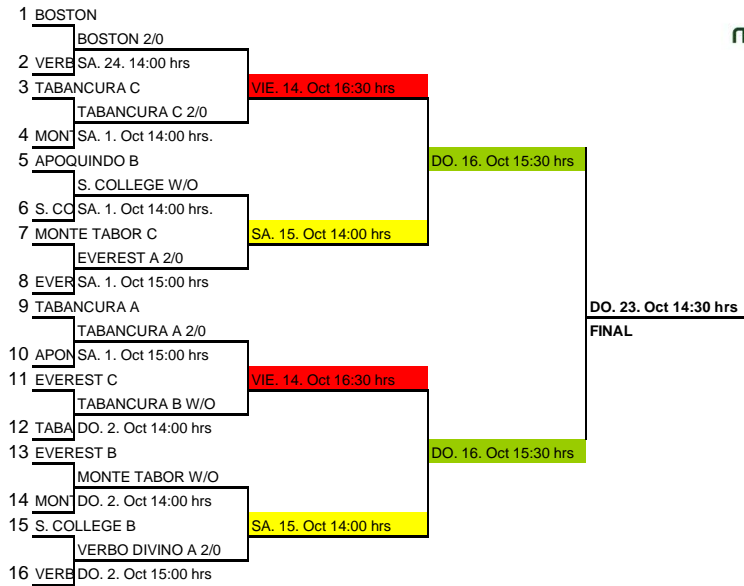 1 BOSTON
BOSTON 2/0
2 VERB SA. 24. 14:00 hrs
3 TABANCURA C VIE. 14. Oct 16:30 hrs
TABANCURA C 2/0
4 MONT SA. 1. Oct 14:00 hrs.
5 APOQUINDO B DO. 16. Oct 15:30 hrs
S. COLLEGE W/O
6 S. CO SA. 1. Oct 14:00 hrs.
7 MONTE TABOR C SA. 15. Oct 14:00 hrs
EVEREST A 2/0
8 EVER SA. 1. Oct 15:00 hrs
9 TABANCURA A DO. 23. Oct 14:30 hrs
TABANCURA A 2/0 FINAL
10 APON SA. 1. Oct 15:00 hrs
11 EVEREST C VIE. 14. Oct 16:30 hrs
TABANCURA B W/O
12 TABA DO. 2. Oct 14:00 hrs
13 EVEREST B DO. 16. Oct 15:30 hrs
MONTE TABOR W/O
14 MONT DO. 2. Oct 14:00 hrs
15 S. COLLEGE B SA. 15. Oct 14:00 hrs
VERBO DIVINO A 2/0
16 VERB DO. 2. Oct 15:00 hrs